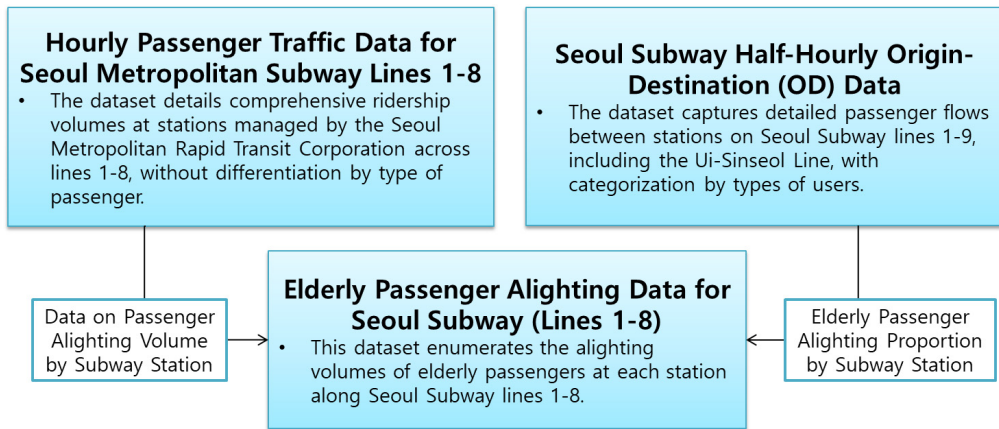 Hourly Passenger Traffic Data for
Seoul Metropolitan Subway Lines 1-8
• The dataset details comprehensive ridership
volumes at stations managed by the Seoul
Metropolitan Rapid Transit Corporation across
lines 1-8, without differentiation by type of
passenger.
Seoul Subway Half-Hourly Origin-
Destination (OD) Data
• The dataset captures detailed passenger flows
between stations on Seoul Subway lines 1-9,
including the Ui-Sinseol Line, with
categorization by types of users.
Data on Passenger
Alighting Volume
by Subway Station
Elderly Passenger Alighting Data for
Seoul Subway (Lines 1-8)
• This dataset enumerates the alighting
volumes of elderly passengers at each station
along Seoul Subway lines 1-8.
Elderly Passenger
Alighting Proportion
by Subway Station